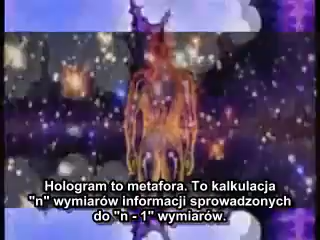 Hologram to metafora. To kalkulacja
"n" wymiarów informacji sprowadzonych
do "n - 1" wymiarów.